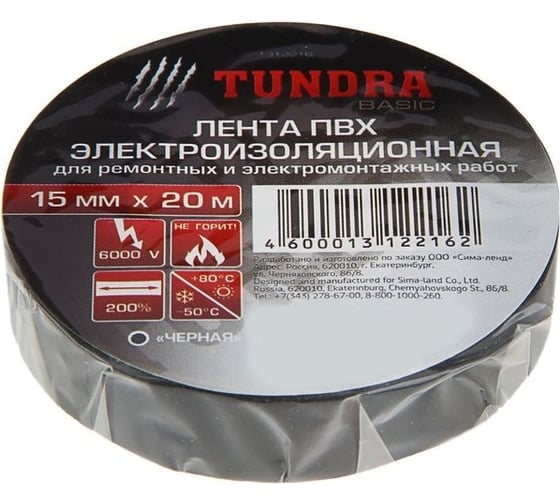 TUNDRA
BASIC
ЛЕНТА ПВХ
ЭЛЕКТРОИЗОЛЯЦИОННАЯ
для ремонтных и электромонтажных работ
15 мм x 20 м
6000 V
НЕ ГОРИТ!
200%
+80°C
-50°C
«ЧЕРНАЯ»
4 600013 122162
Разработано и изготовлено по заказу ООО «Сима-ленд»
Адрес: Россия, 620010, г. Екатеринбург,
ул. Черняховского, 86/8.
Designed and manufactured for Sima-land Co., Ltd.
Russia, 620010, Ekaterinburg, Chernyahovskogo St., 86/8.
Tel.: +7(343) 278-67-00, 8-800-1000-260.